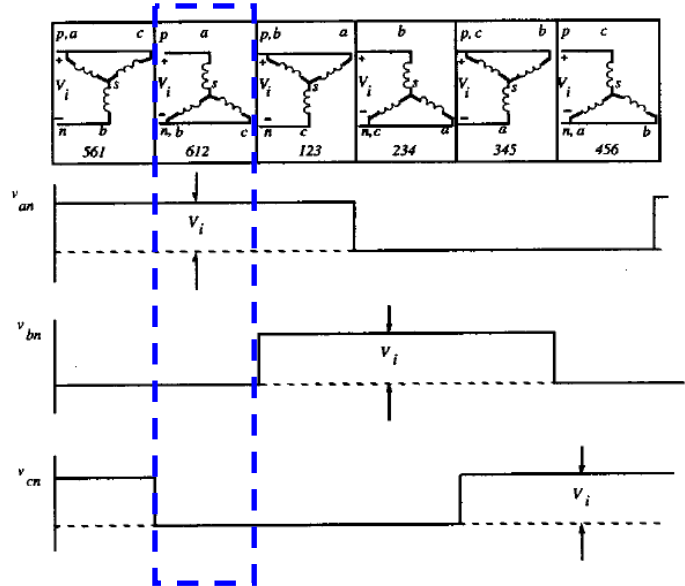 p, a c p a p, b a b p, c b p c
+ + + + + +
V i s V i s V i s V i s V i s V i s
− − − − − −
n b n, b c n c n, c a n a n, a b
561 612 123 234 345 456
v an
V i
v bn
V i
v cn
V i